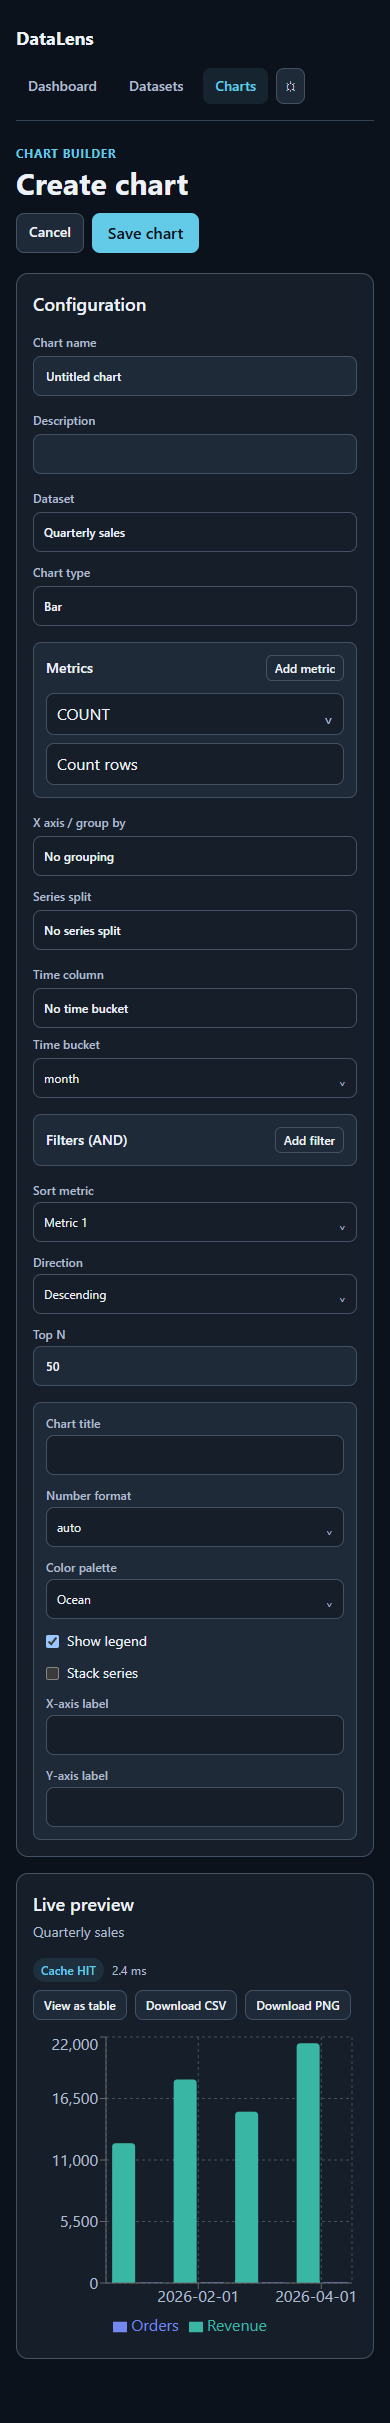 DataLens
Dashboard Datasets Charts
CHART BUILDER
Create chart
Cancel Save chart
Configuration
Chart name
Untitled chart
Description
Dataset
Quarterly sales
Chart type
Bar
Metrics Add metric
COUNT
Count rows
X axis / group by
No grouping
Series split
No series split
Time column
No time bucket
Time bucket
month
Filters (AND) Add filter
Sort metric
Metric 1
Direction
Descending
Top N
50
Chart title
Number format
auto
Color palette
Ocean
Show legend
Stack series
X-axis label
Y-axis label
Live preview
Quarterly sales
Cache HIT 2.4 ms
View as table Download CSV Download PNG
22,000
16,500
11,000
5,500
0
2026-02-01 2026-04-01
Orders Revenue